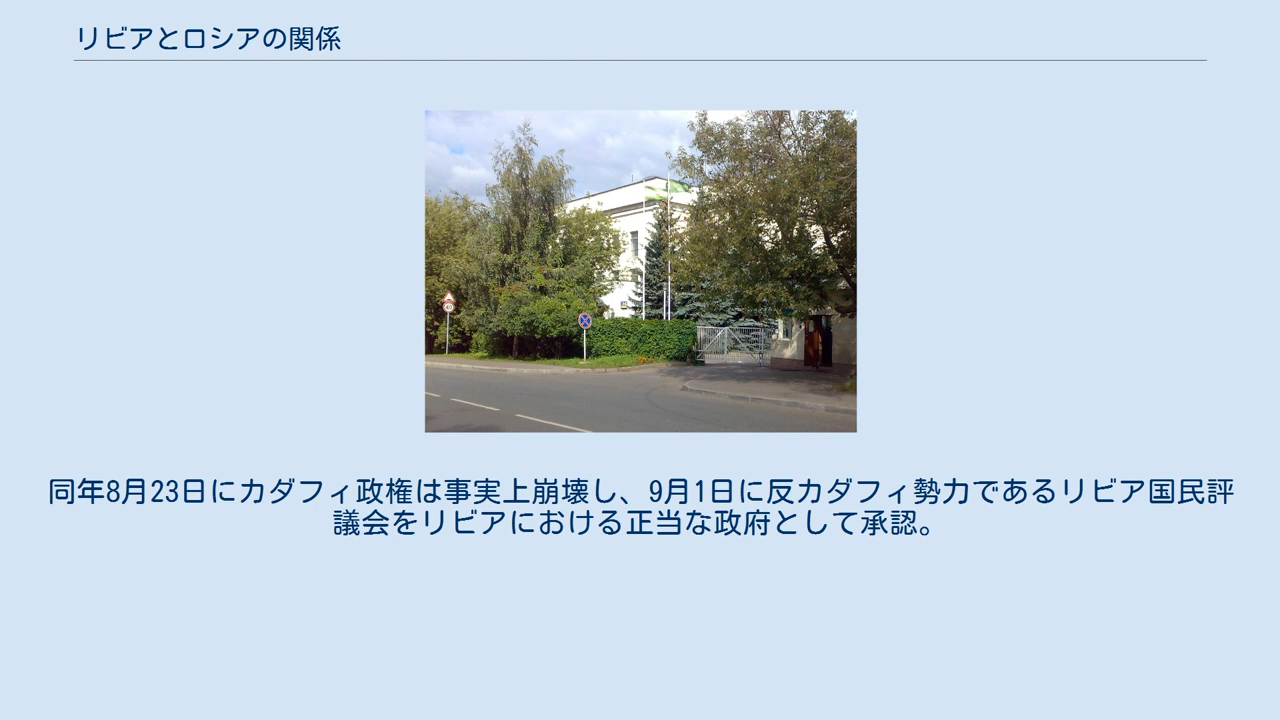 リビアとロシアの関係
同年8月23日にカダフィ政権は事実上崩壊し、9月1日に反カダフィ勢力であるリビア国民評
議会をリビアにおける正当な政府として承認。